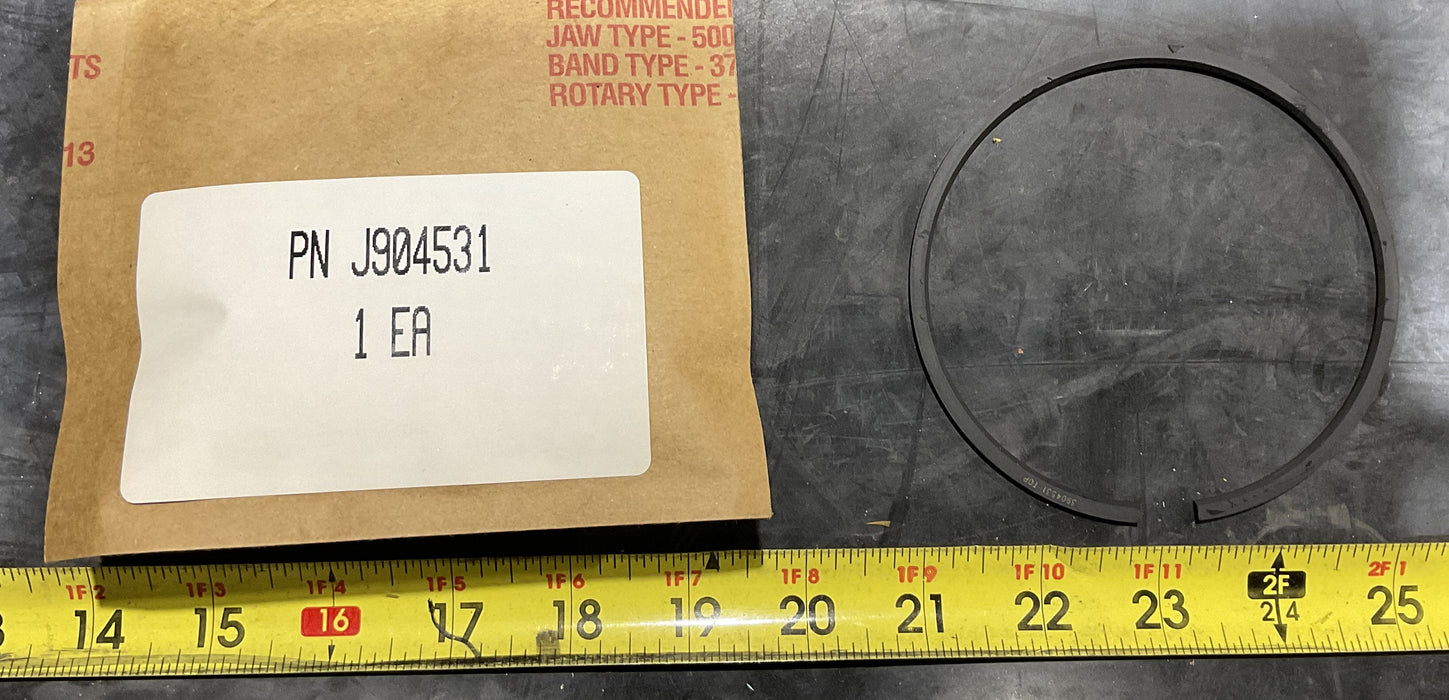 RECOMMENDE
JAW TYPE - 500
BAND TYPE - 37
ROTARY TYPE -
TS
13
PN J904531
1 EA
3904531 TOP
1F2 1F3 1F4 1F5 1F6 1F7 1F8 1F9 1F10 1F11 2F 2F1
14 15 16 17 18 19 20 21 22 23 24 25